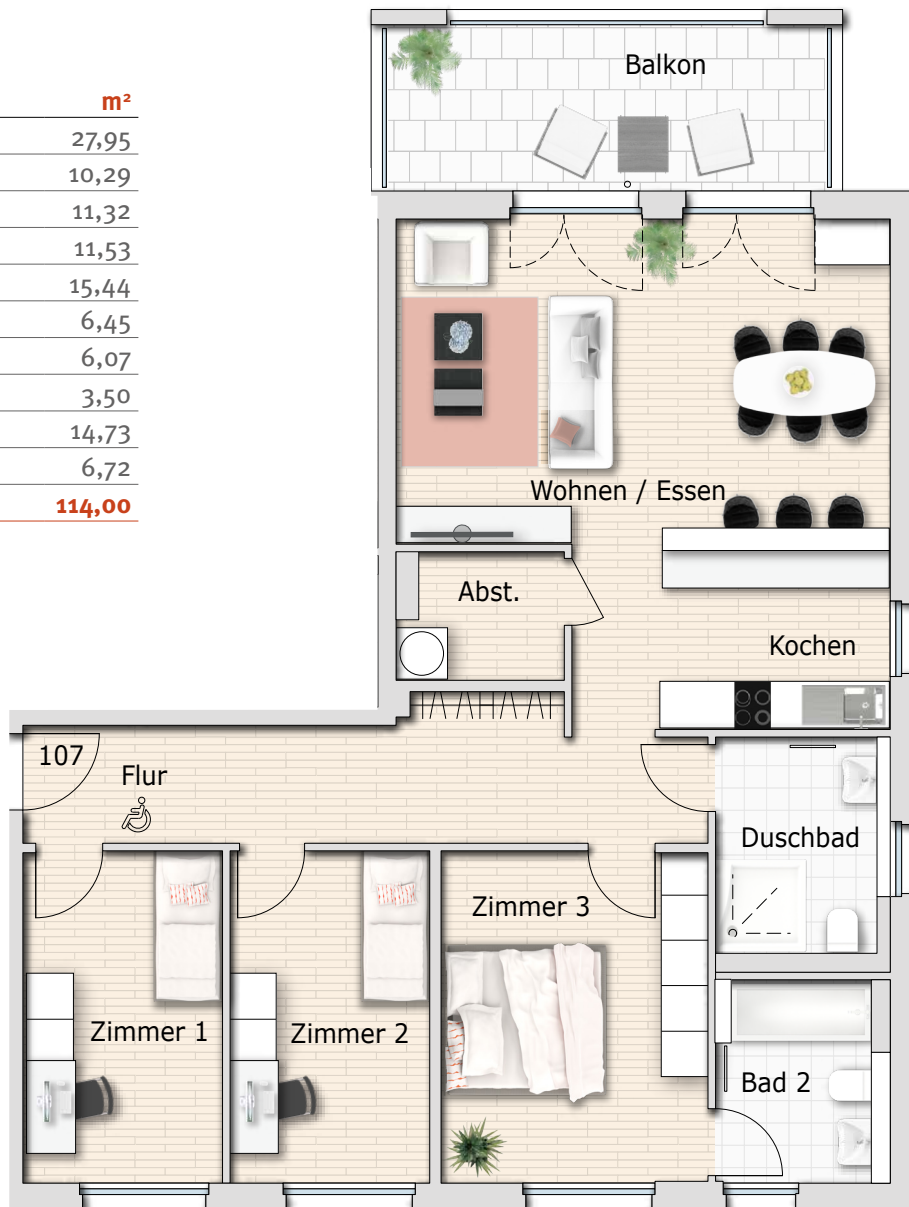 m²
27,95
10,29
11,32
11,53
15,44
6,45
6,07
3,50
14,73
6,72
114,00
Balkon
Wohnen / Essen
Abst.
Kochen
107
Flur
Duschbad
Zimmer 3
Zimmer 1
Zimmer 2
Bad 2